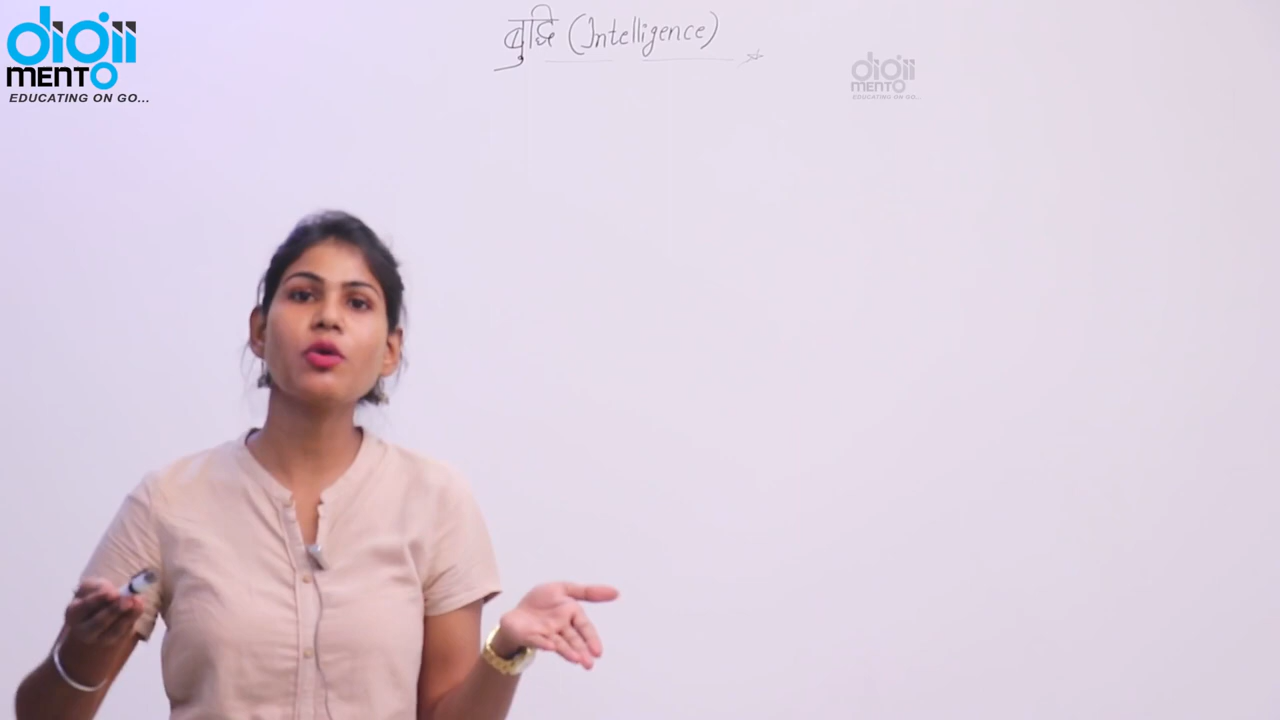 digii
MENTO
EDUCATING ON GO...
बुद्धि (Intelligence)
digii
MENTO
EDUCATING ON GO...